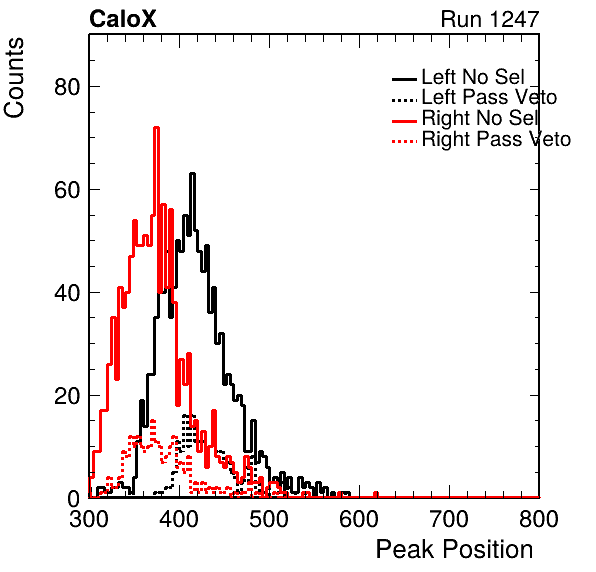 CaloX Run 1247
Counts
80
60
40
20
0
Left No Sel
Left Pass Veto
Right No Sel
Right Pass Veto
300 400 500 600 700 800
Peak Position